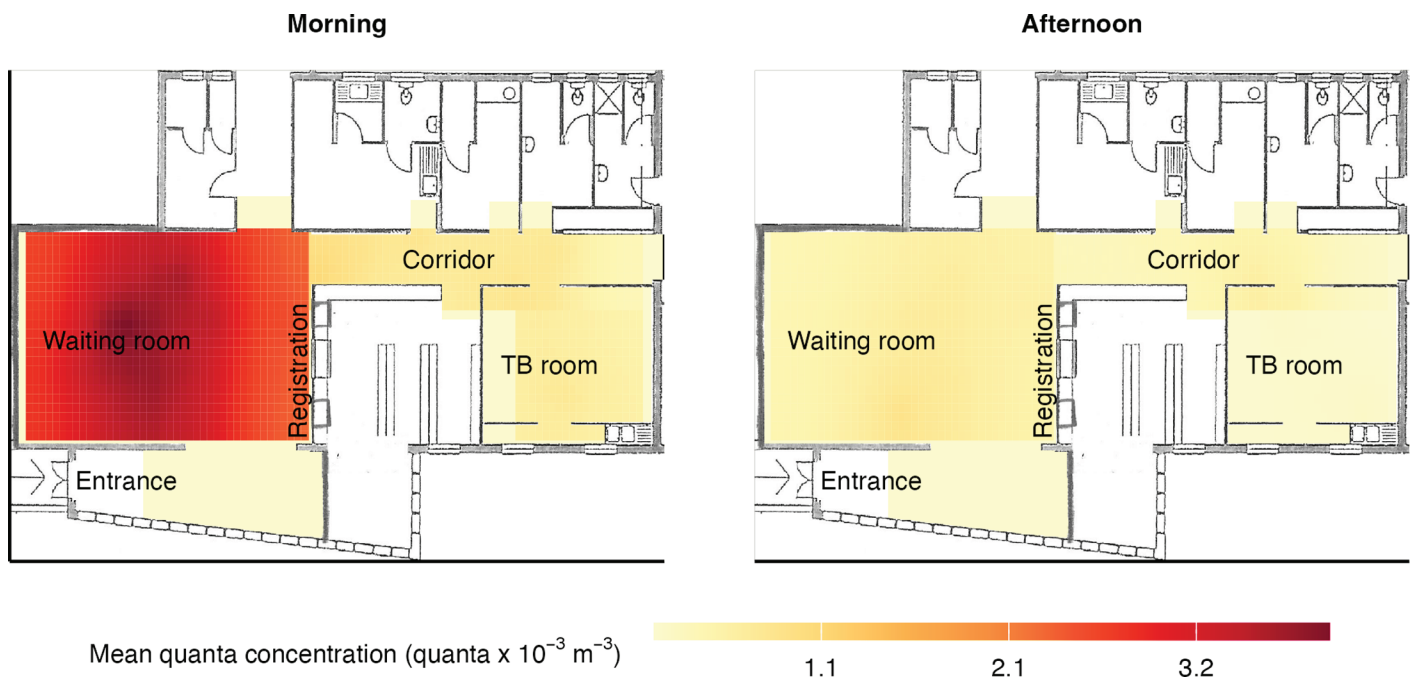 Morning
Afternoon
Corridor
Waiting room
Registration
TB room
Entrance
Corridor
Waiting room
Registration
TB room
Entrance
Mean quanta concentration (quanta x 10⁻³ m⁻³)
1.1
2.1
3.2